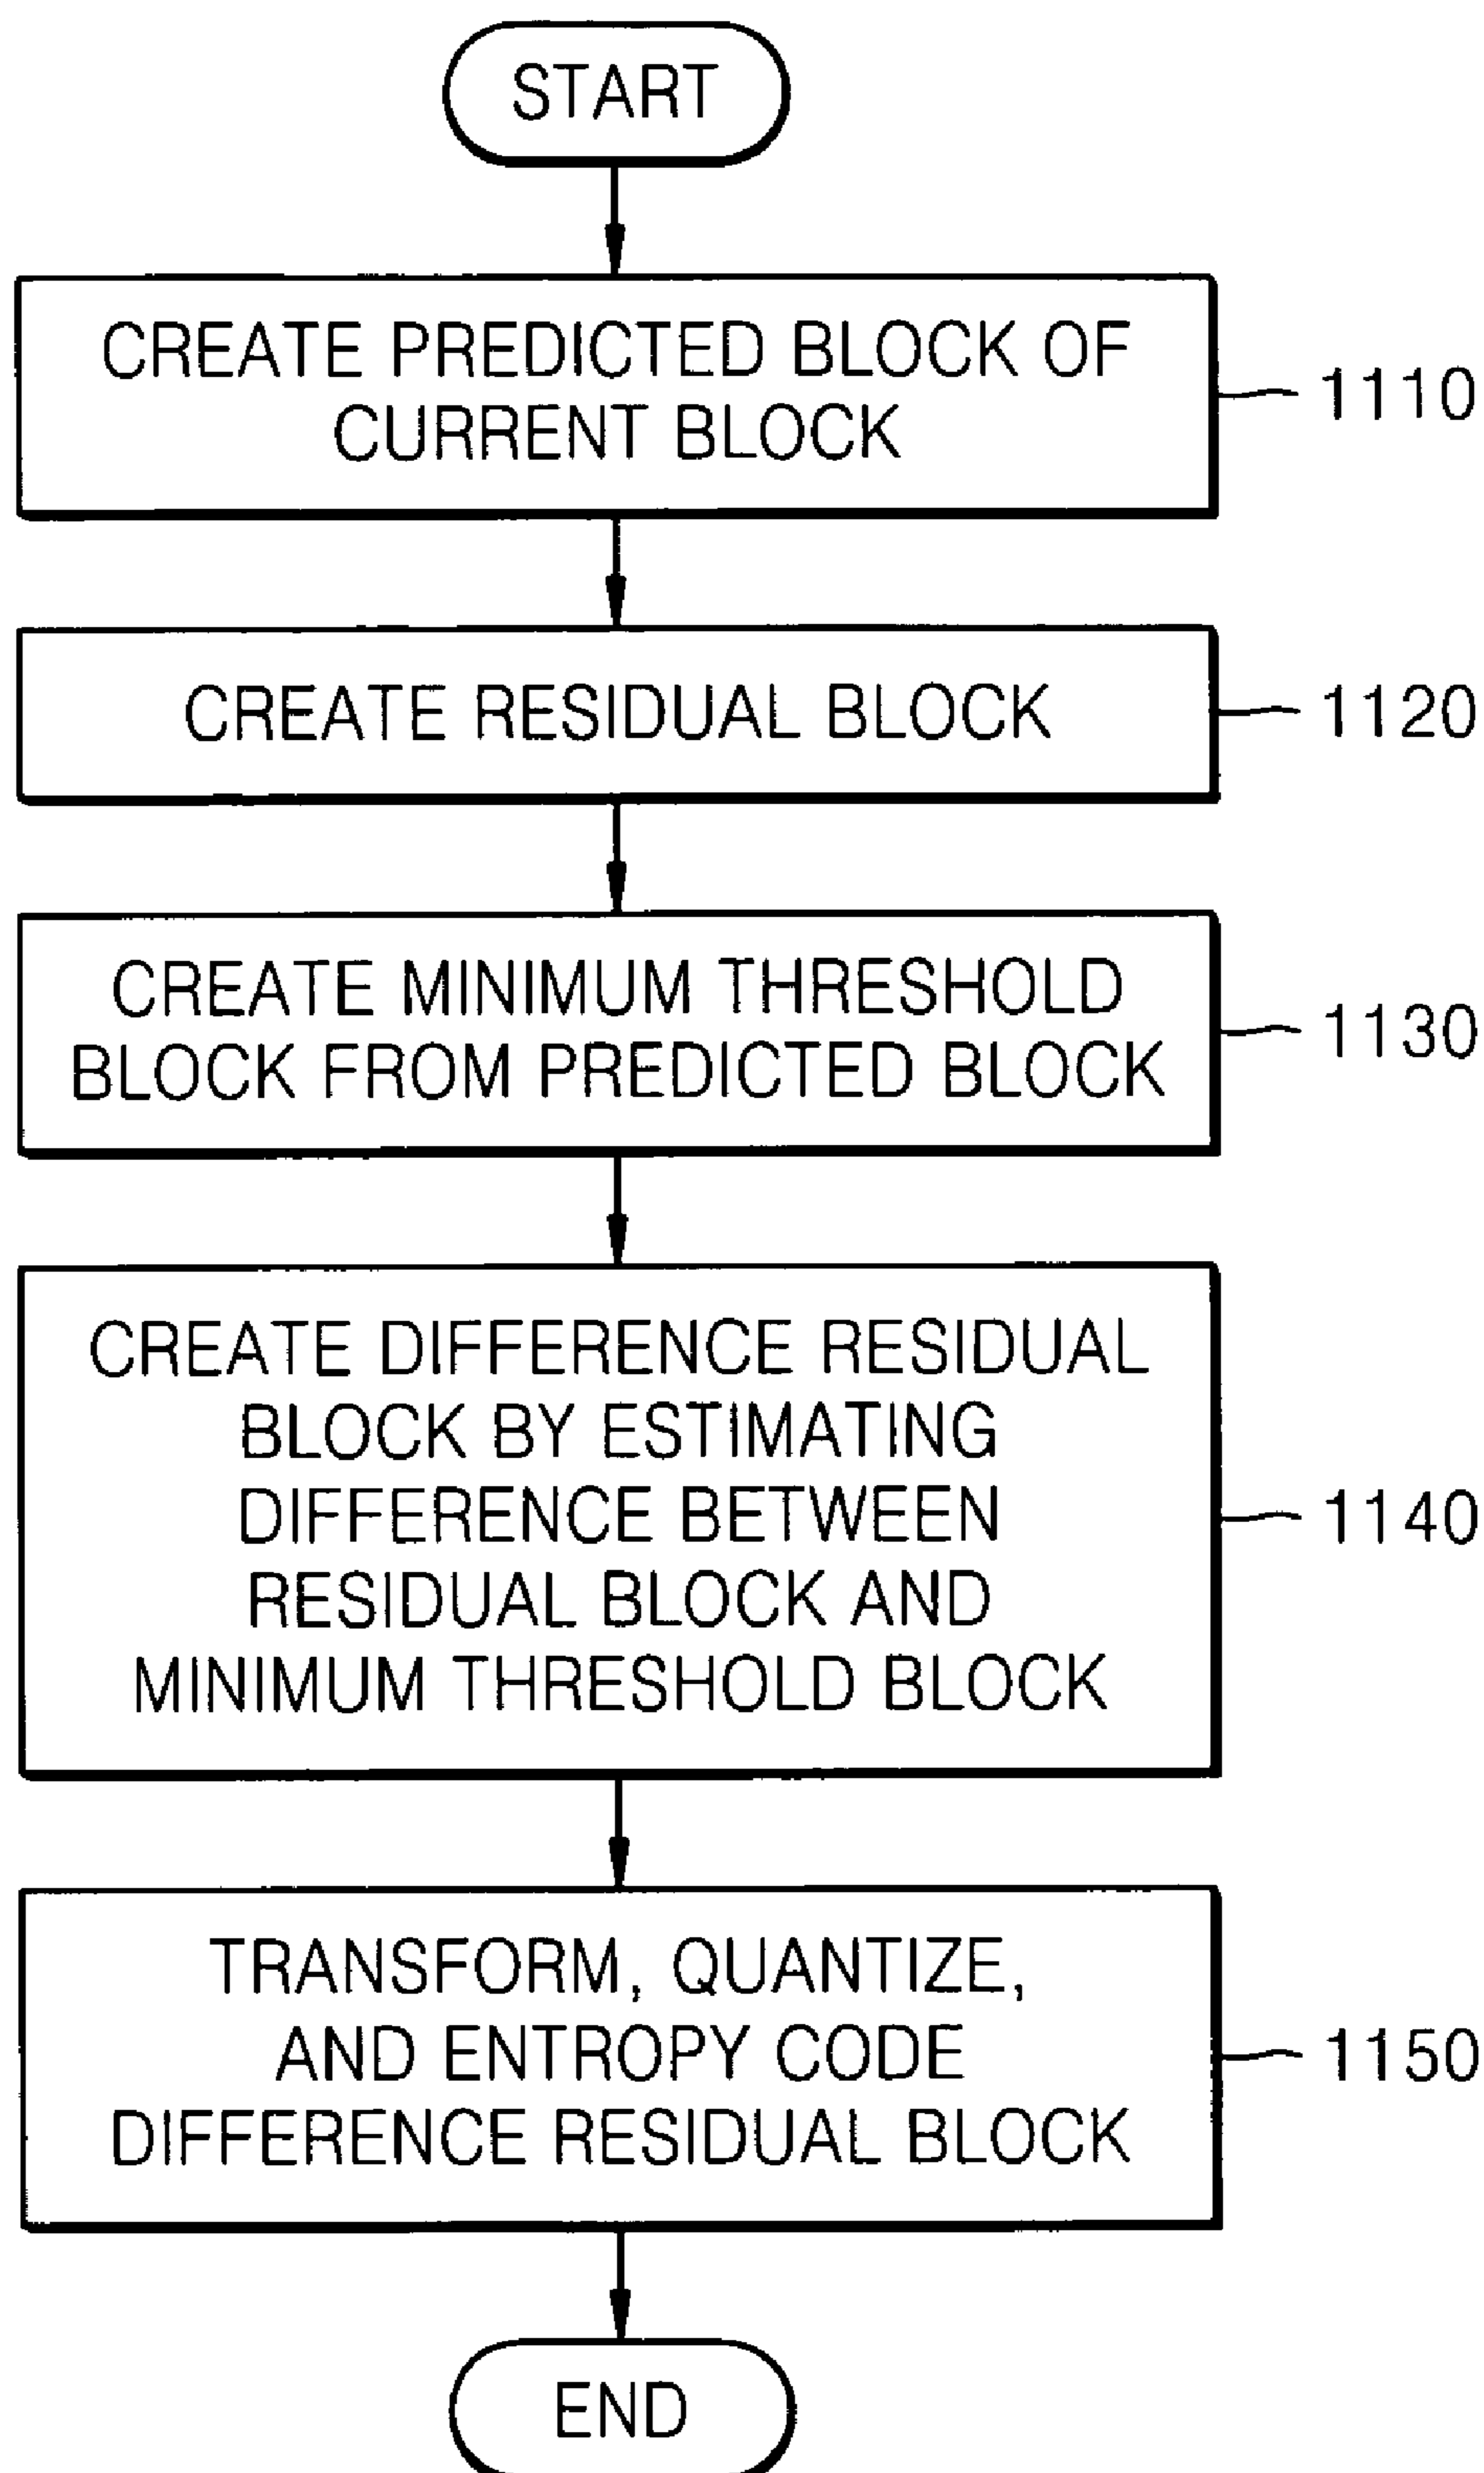 START
CREATE PREDICTED BLOCK OF
CURRENT BLOCK
1110
CREATE RESIDUAL BLOCK
1120
CREATE MINIMUM THRESHOLD
BLOCK FROM PREDICTED BLOCK
1130
CREATE DIFFERENCE RESIDUAL
BLOCK BY ESTIMATING
DIFFERENCE BETWEEN
RESIDUAL BLOCK AND
MINIMUM THRESHOLD BLOCK
1140
TRANSFORM, QUANTIZE,
AND ENTROPY CODE
DIFFERENCE RESIDUAL BLOCK
1150
END